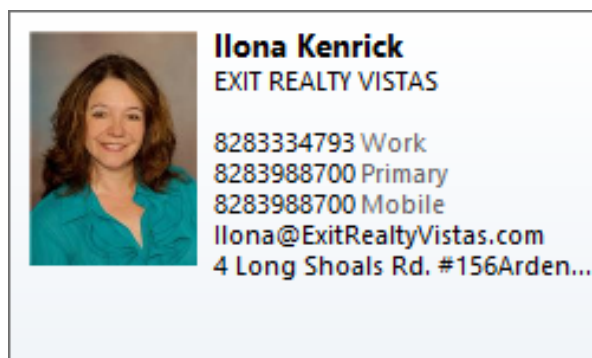 Ilona Kenrick
EXIT REALTY VISTAS
8283334793 Work
8283988700 Primary
8283988700 Mobile
Ilona@ExitRealtyVistas.com
4 Long Shoals Rd. #156Arden...